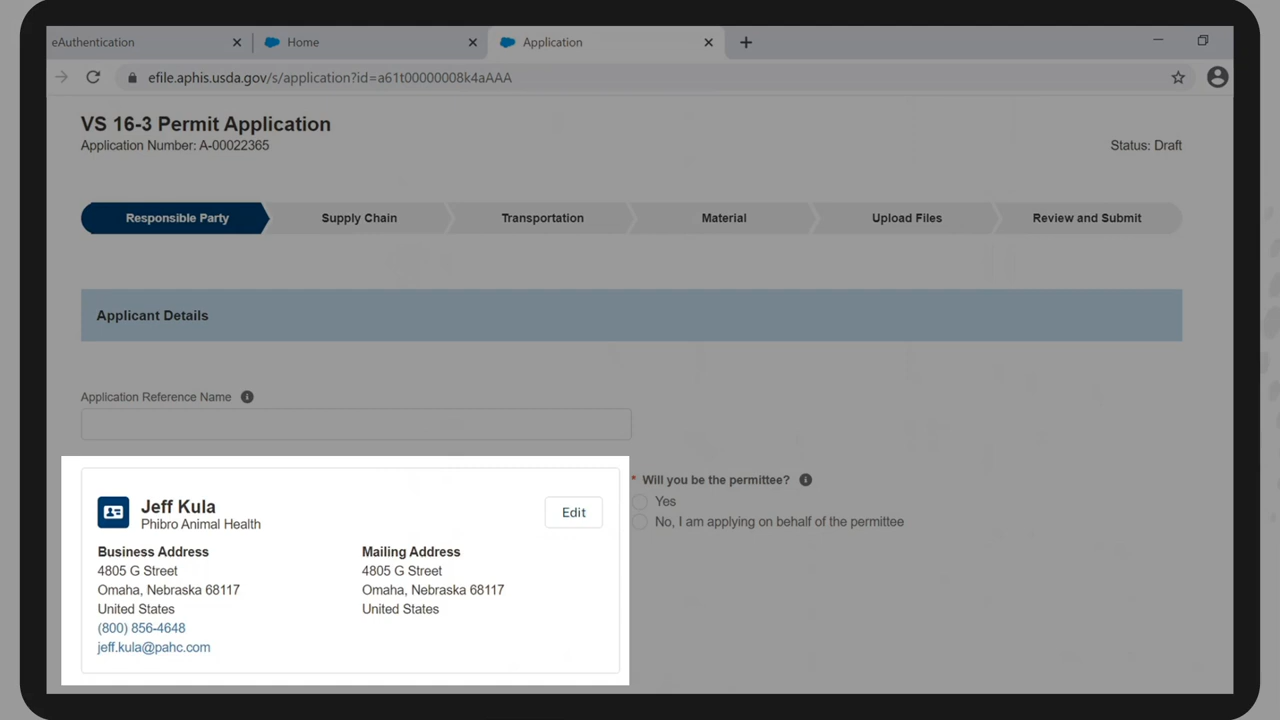 eAuthentication
Home
Application
efile.aphis.usda.gov/s/application?id=a61t00000008k4aAAA
VS 16-3 Permit Application
Application Number: A-00022365
Status: Draft
Responsible Party
Supply Chain
Transportation
Material
Upload Files
Review and Submit
Applicant Details
Application Reference Name
Jeff Kula
Phibro Animal Health
Edit
Business Address
4805 G Street
Omaha, Nebraska 68117
United States
(800) 856-4648
jeff.kula@pahc.com
Mailing Address
4805 G Street
Omaha, Nebraska 68117
United States
* Will you be the permittee?
Yes
No, I am applying on behalf of the permittee